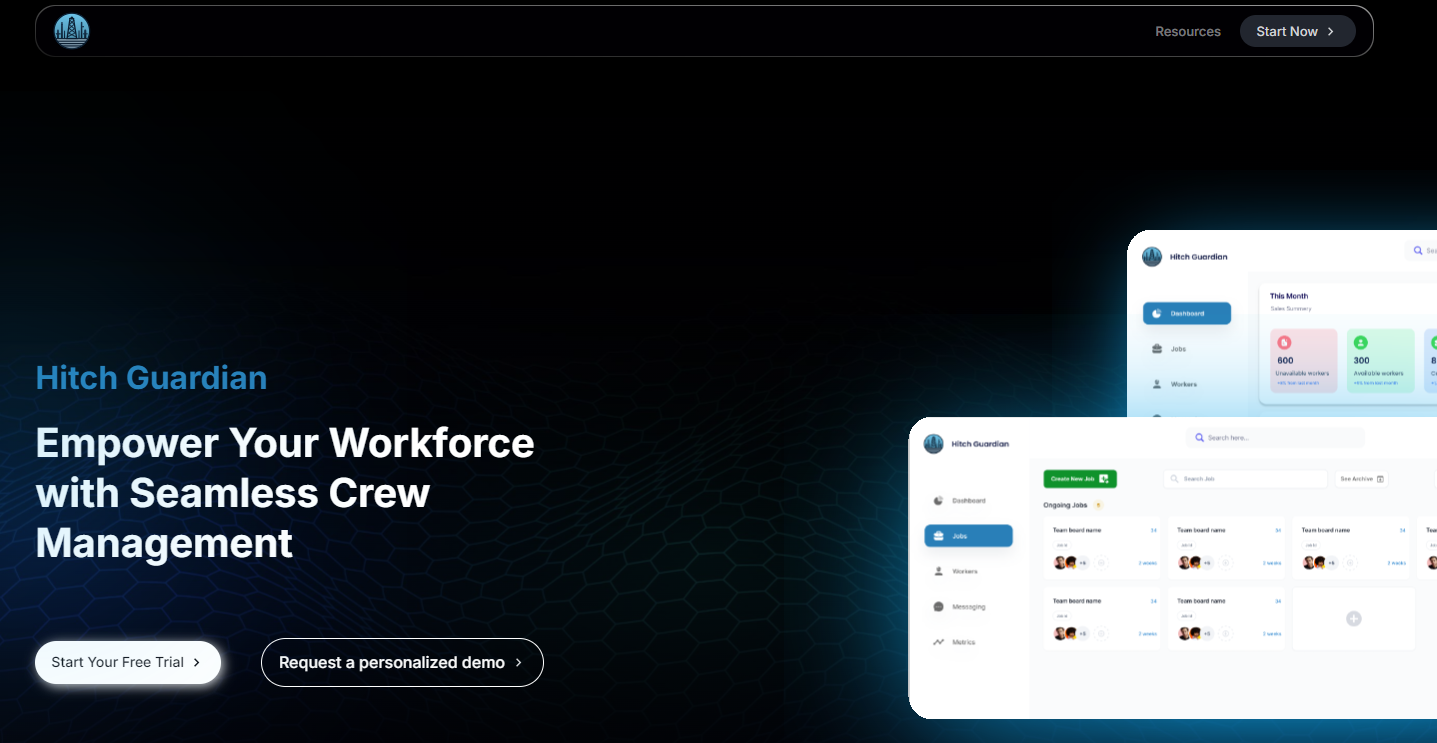 Resources
Start Now
Hitch Guardian
Empower Your Workforce
with Seamless Crew
Management
Start Your Free Trial
Request a personalized demo
Hitch Guardian
Dashboard
Jobs
Workers
This Month
Sales Summary
600
Unavailable workers
300
Available workers
8
Hitch Guardian
Search here...
Dashboard
Jobs
Workers
Messaging
Metrics
Create New Job
Search Job
See Archive
Ongoing Jobs
Team board name
34
+5
2 weeks
Team board name
34
+5
2 weeks
Team board name
34
+5
2 weeks
Team board name
34
+5
2 weeks
Team board name
34
+5
2 weeks